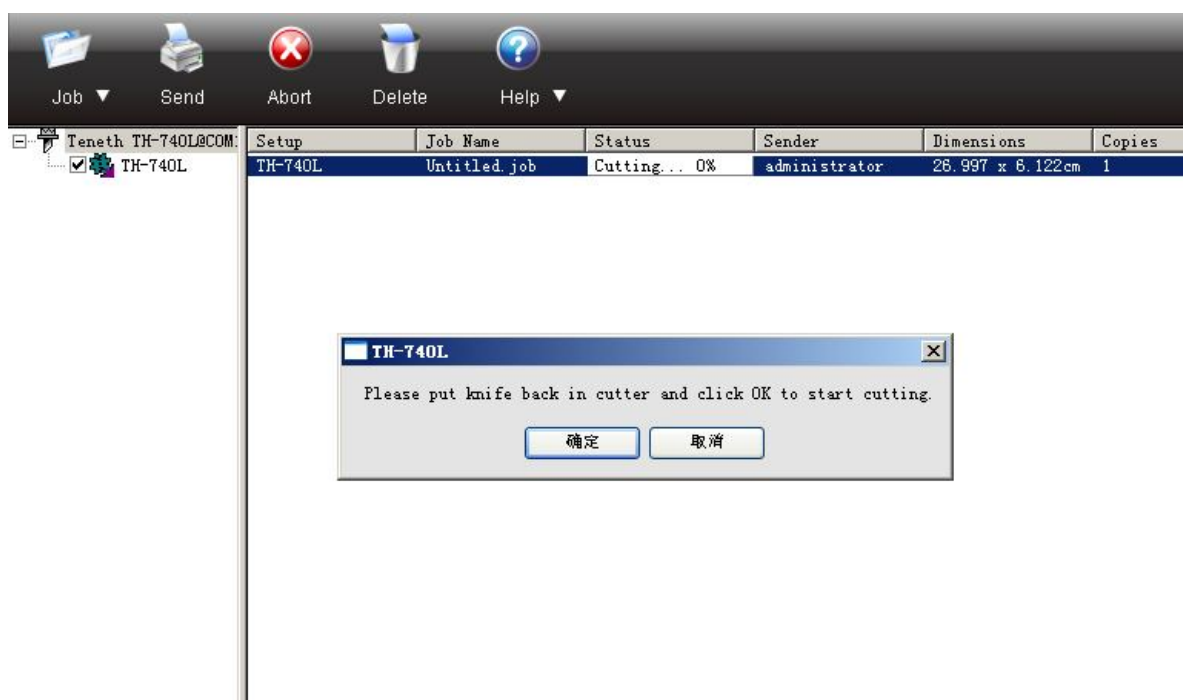 Job Send Abort Delete Help
Teneth TH-740L@COM
TH-740L
Setup Job Name Status Sender Dimensions Copies
TH-740L Untitled.job Cutting... 0% administrator 26.997 x 6.122cm 1
TH-740L
Please put knife back in cutter and click OK to start cutting.
确定 取消